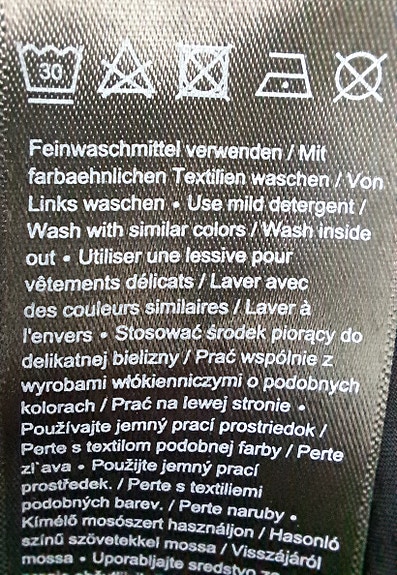 30
Feinwaschmittel verwenden / Mit
farbaehnlichen Textilien waschen / Von
Links waschen • Use mild detergent /
Wash with similar colors / Wash inside
out • Utiliser une lessive pour
vêtements délicats / Laver avec
des couleurs similaires / Laver à
l'envers • Stosować środek piorący do
delikatnej bielizny / Prać wspólnie z
wyrobami włókienniczymi o podobnych
kolorach / Prać na lewej stronie •
Používajte jemný prací prostriedok /
Perte s textilom podobnej farby / Perte
zl`ava • Použijte jemný prací
prostředek. / Perte s textiliemi
podobných barev. / Perte naruby •
Kímélő mosószert használjon / Hasonló
színű szövetekkel mossa / Visszájáról
mossa • Uporabljajte sredstvo za